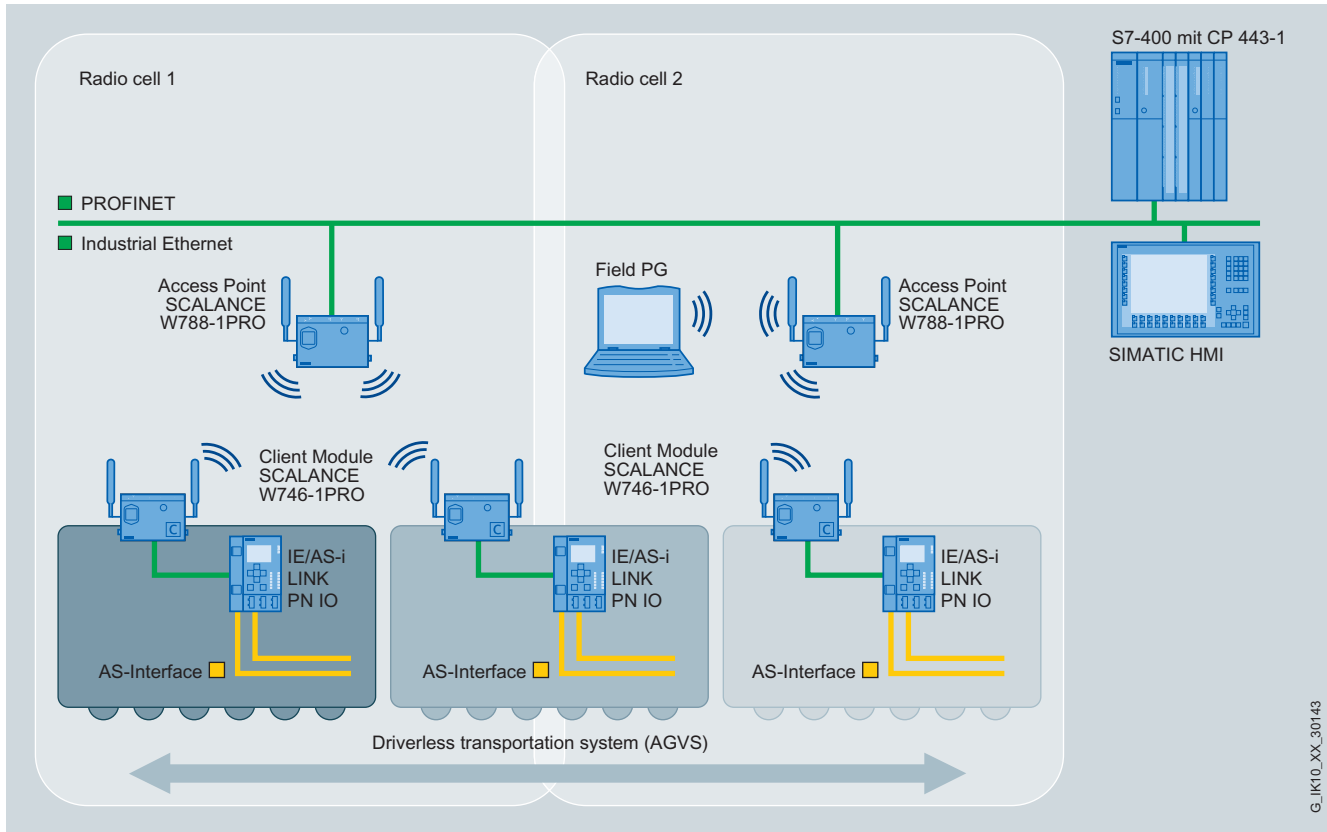 S7-400 mit CP 443-1
Radio cell 1
Radio cell 2
PROFINET
Industrial Ethernet
Access Point
SCALANCE
W788-1PRO
Field PG
Access Point
SCALANCE
W788-1PRO
SIMATIC HMI
Client Module
SCALANCE
W746-1PRO
Client Module
SCALANCE
W746-1PRO
C
C
C
IE/AS-i
LINK
PN IO
IE/AS-i
LINK
PN IO
IE/AS-i
LINK
PN IO
AS-Interface
AS-Interface
AS-Interface
Driverless transportation system (AGVS)
G_IK10_XX_30143